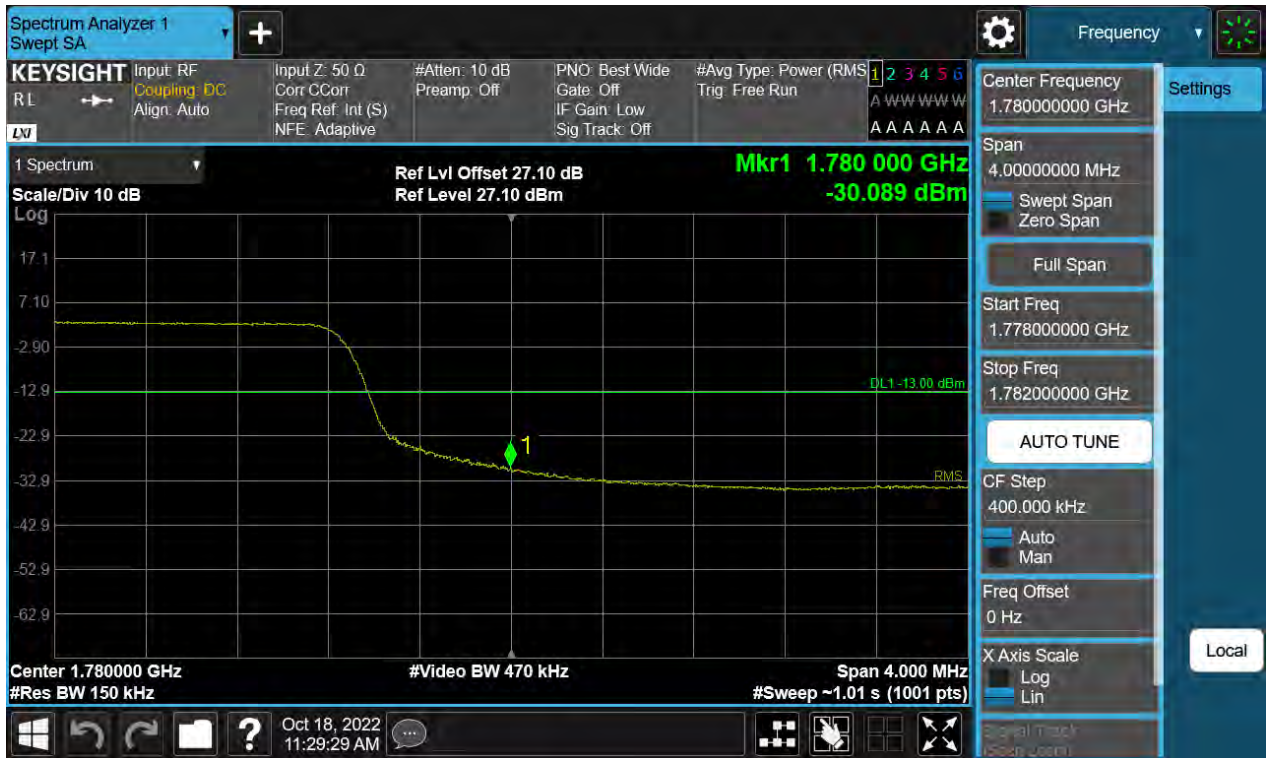 Spectrum Analyzer 1
Swept SA
+
Frequency
KEYSIGHT
RL
LXI
Input: RF
Coupling: DC
Align: Auto
Input Z: 50 Ω
Corr CCorr
Freq Ref: Int (S)
NFE: Adaptive
#Atten: 10 dB
Preamp: Off
PNO: Best Wide
Gate: Off
IF Gain: Low
Sig Track: Off
#Avg Type: Power (RMS
Trig: Free Run
1 2 3 4 5 6
A W W W W W
A A A A A A
1 Spectrum
Scale/Div 10 dB
Log
Ref Lvl Offset 27.10 dB
Ref Level 27.10 dBm
Mkr1 1.780 000 GHz
-30.089 dBm
17.1
7.10
-2.90
-12.9
-22.9
-32.9
-42.9
-52.9
-62.9
DL1 -13.00 dBm
1
RMS
Center 1.780000 GHz
#Res BW 150 kHz
#Video BW 470 kHz
Span 4.000 MHz
#Sweep ~1.01 s (1001 pts)
Center Frequency
1.780000000 GHz
Span
4.00000000 MHz
Swept Span
Zero Span
Full Span
Start Freq
1.778000000 GHz
Stop Freq
1.782000000 GHz
AUTO TUNE
CF Step
400.000 kHz
Auto
Man
Freq Offset
0 Hz
X Axis Scale
Log
Lin
Signal Track
(Span Zoom)
Settings
Local
?
Oct 18, 2022
11:29:29 AM